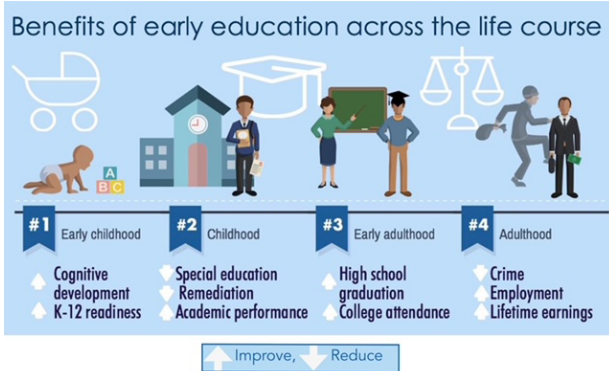 Benefits of early education across the life course
A
B C
#1 Early childhood
Cognitive
development
K-12 readiness
#2 Childhood
Special education
Remediation
Academic performance
#3 Early adulthood
High school
graduation
College attendance
#4 Adulthood
Crime
Employment
Lifetime earnings
Improve, Reduce